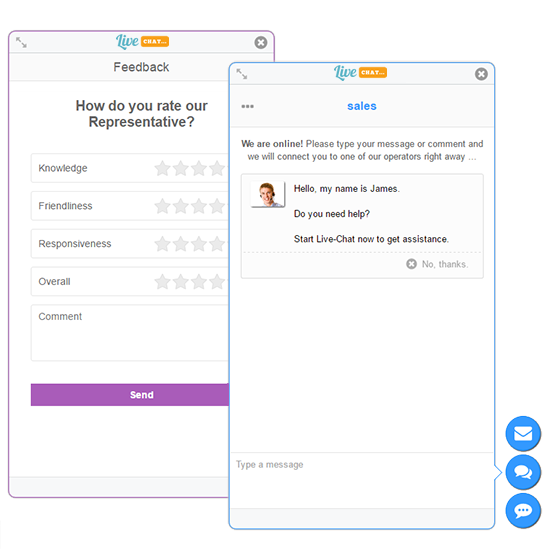 Live CHAT...
Feedback
How do you rate our
Representative?
Knowledge
Friendliness
Responsiveness
Overall
Comment
Send
Live CHAT...
sales
We are online! Please type your message or comment and
we will connect you to one of our operators right away ...
Hello, my name is James.
Do you need help?
Start Live-Chat now to get assistance.
No, thanks.
Type a message